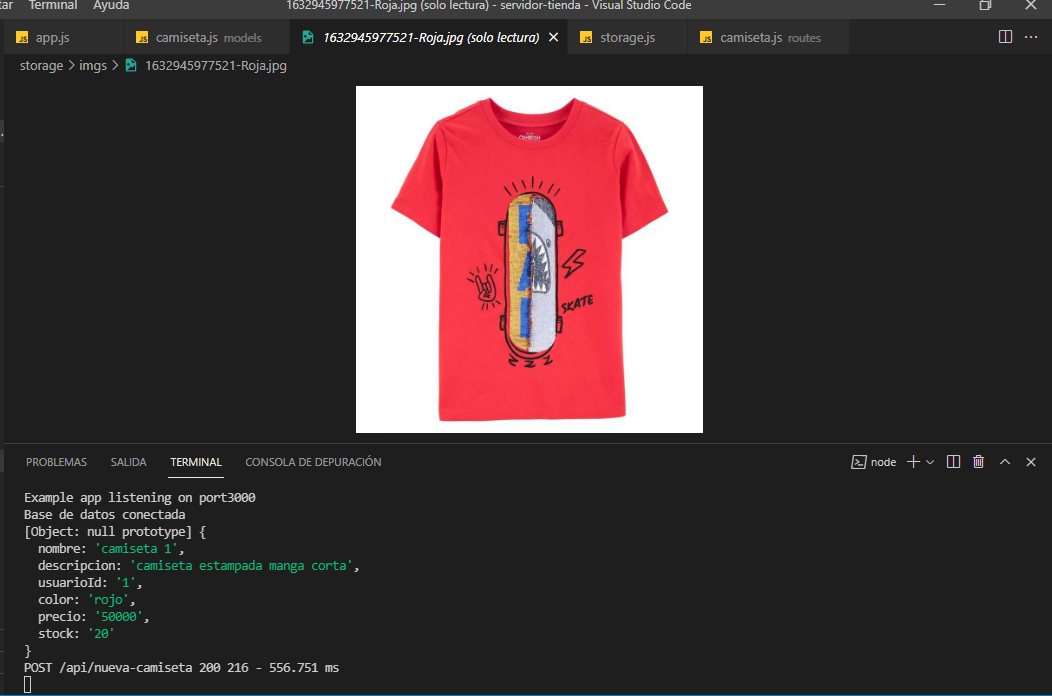 tar Terminal Ayuda 1632945977521-Roja.jpg (solo lectura) - servidor-tienda - Visual Studio Code
app.js camiseta.js models 1632945977521-Roja.jpg (solo lectura) storage.js camiseta.js routes
storage > imgs > 1632945977521-Roja.jpg
OSHKOSH
SKATE
ZZZ
PROBLEMAS SALIDA TERMINAL CONSOLA DE DEPURACIÓN node
Example app listening on port3000
Base de datos conectada
[Object: null prototype] {
nombre: 'camiseta 1',
descripcion: 'camiseta estampada manga corta',
usuarioId: '1',
color: 'rojo',
precio: '50000',
stock: '20'
}
POST /api/nueva-camiseta 200 216 - 556.751 ms